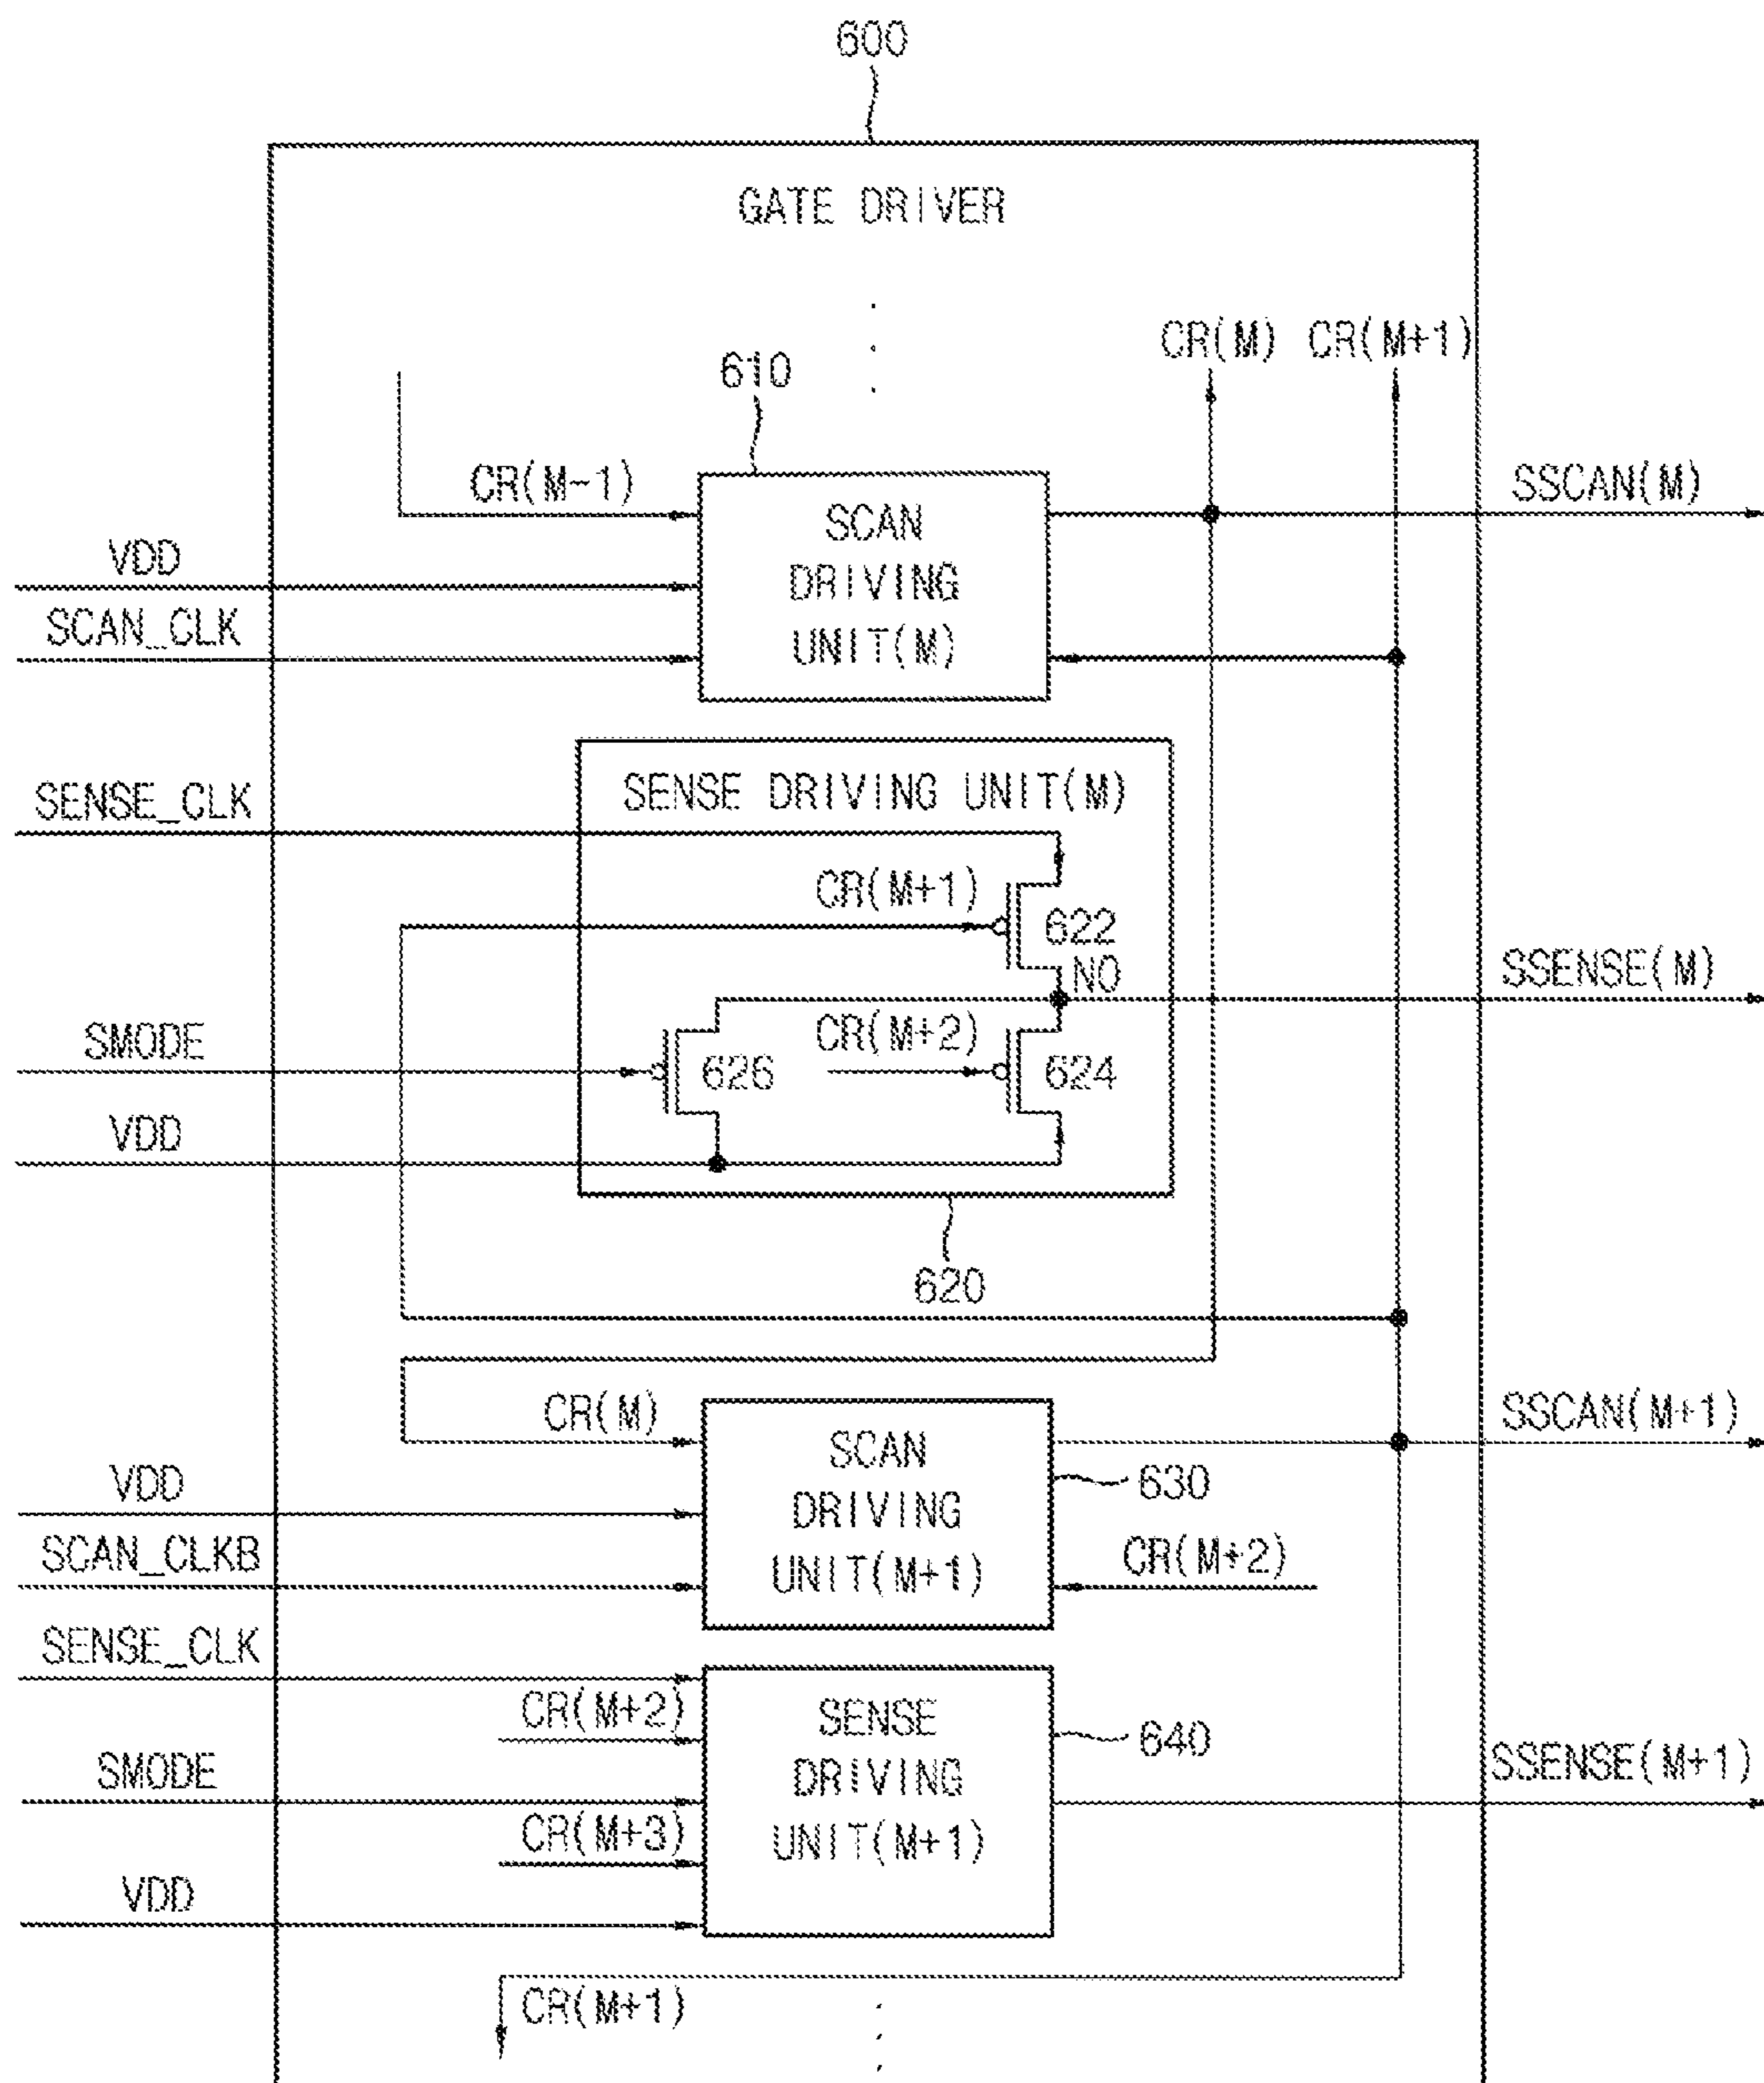 600
GATE DRIVER
CR(M) CR(M+1)
610
CR(M-1)
SSCAN(M)
SCAN
DRIVING
UNIT(M)
VDD
SCAN_CLK
SENSE_CLK
SENSE DRIVING UNIT(M)
CR(M+1)
622
NO
SSENSE(M)
SMODE
CR(M+2)
626
624
VDD
620
CR(M)
SSCAN(M+1)
SCAN
DRIVING
UNIT(M+1)
630
VDD
SCAN_CLKB
CR(M+2)
SENSE_CLK
CR(M+2)
SENSE
DRIVING
UNIT(M+1)
640
SMODE
SSENSE(M+1)
CR(M+3)
VDD
CR(M+1)